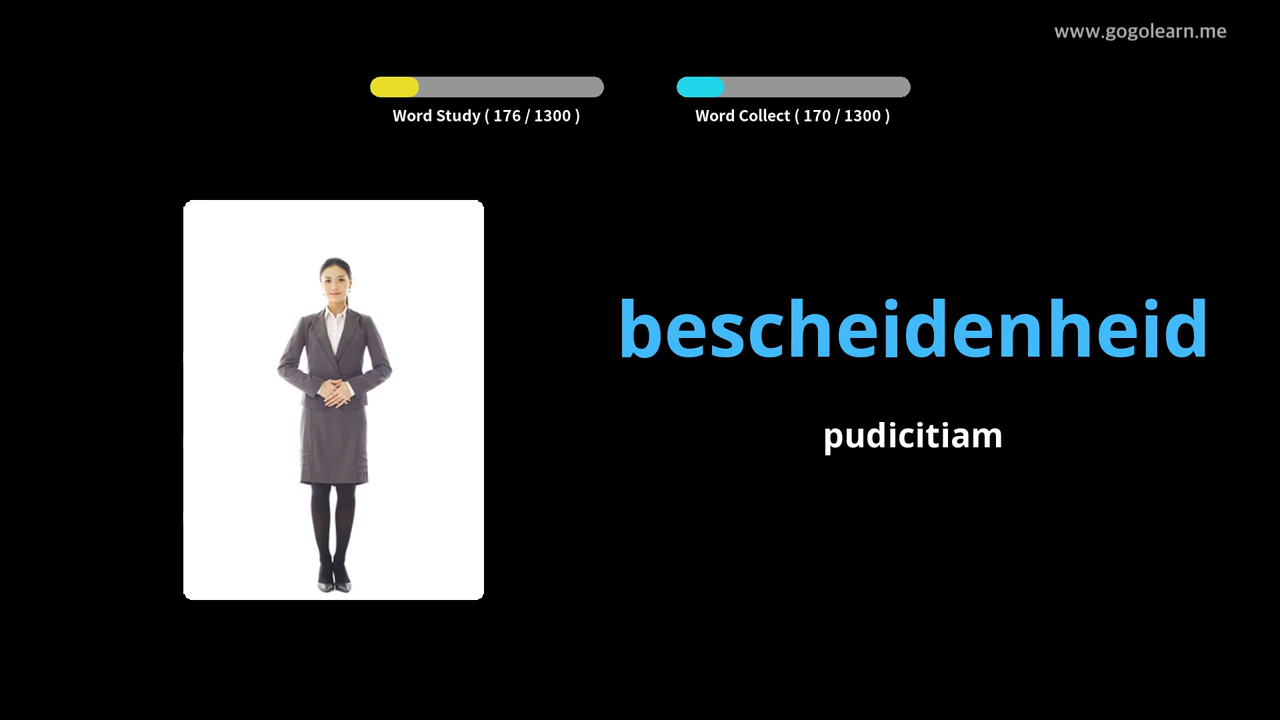 www.gogolearn.me
Word Study ( 176 / 1300 )
Word Collect ( 170 / 1300 )
bescheidenheid
pudicitiam